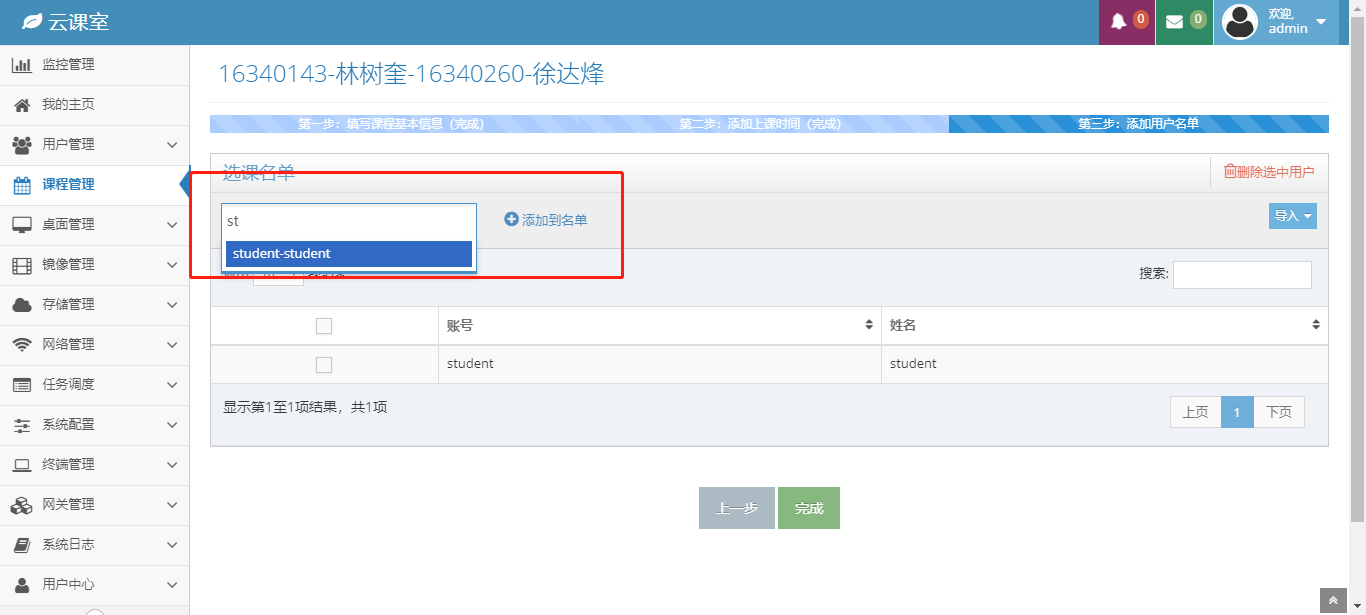 云课室
0
0
欢迎,
admin
监控管理
我的主页
用户管理
课程管理
桌面管理
镜像管理
存储管理
网络管理
任务调度
系统配置
终端管理
网关管理
系统日志
用户中心
16340143-林树奎-16340260-徐达烽
第一步：填写课程基本信息（完成）
第二步：添加上课时间（完成）
第三步：添加用户名单
选课名单
删除选中用户
st
添加到名单
导入
student-student
搜索:
账号
姓名
student
student
显示第1至1项结果，共1项
上页
1
下页
上一步
完成